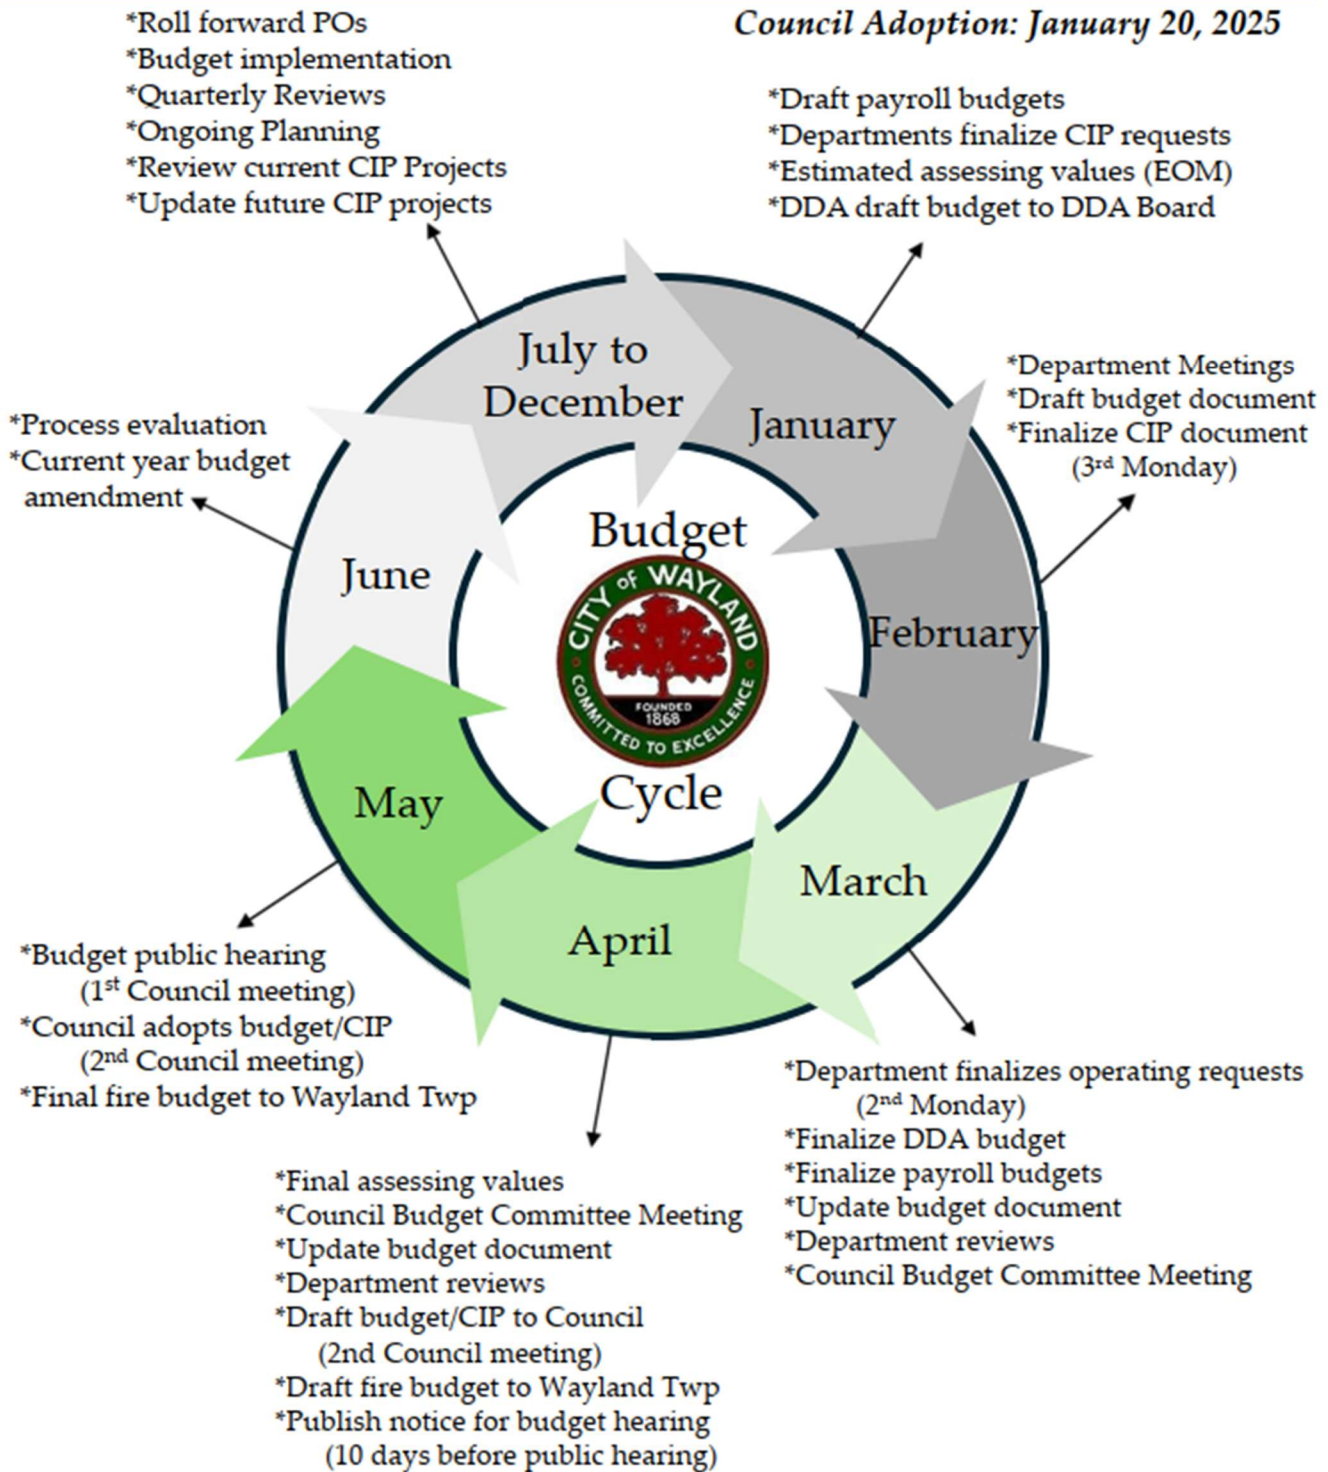 Council Adoption: January 20, 2025
*Roll forward POs
*Budget implementation
*Quarterly Reviews
*Ongoing Planning
*Review current CIP Projects
*Update future CIP projects
*Draft payroll budgets
*Departments finalize CIP requests
*Estimated assessing values (EOM)
*DDA draft budget to DDA Board
*Department Meetings
*Draft budget document
*Finalize CIP document
(3rd Monday)
*Process evaluation
*Current year budget
amendment
July to
December
January
February
March
April
May
June
Budget
CITY OF WAYLAND
FOUNDED
1868
COMMITTED TO EXCELLENCE
Cycle
*Budget public hearing
(1st Council meeting)
*Council adopts budget/CIP
(2nd Council meeting)
*Final fire budget to Wayland Twp
*Department finalizes operating requests
(2nd Monday)
*Finalize DDA budget
*Finalize payroll budgets
*Update budget document
*Department reviews
*Council Budget Committee Meeting
*Final assessing values
*Council Budget Committee Meeting
*Update budget document
*Department reviews
*Draft budget/CIP to Council
(2nd Council meeting)
*Draft fire budget to Wayland Twp
*Publish notice for budget hearing
(10 days before public hearing)